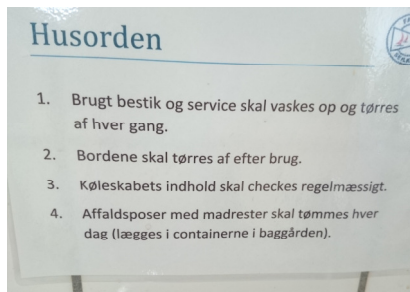 Husorden
1. Brugt bestik og service skal vaskes op og tørres
af hver gang.
2. Bordene skal tørres af efter brug.
3. Køleskabets indhold skal checkes regelmæssigt.
4. Affaldsposer med madrester skal tømmes hver
dag (lægges i containerne i baggården).